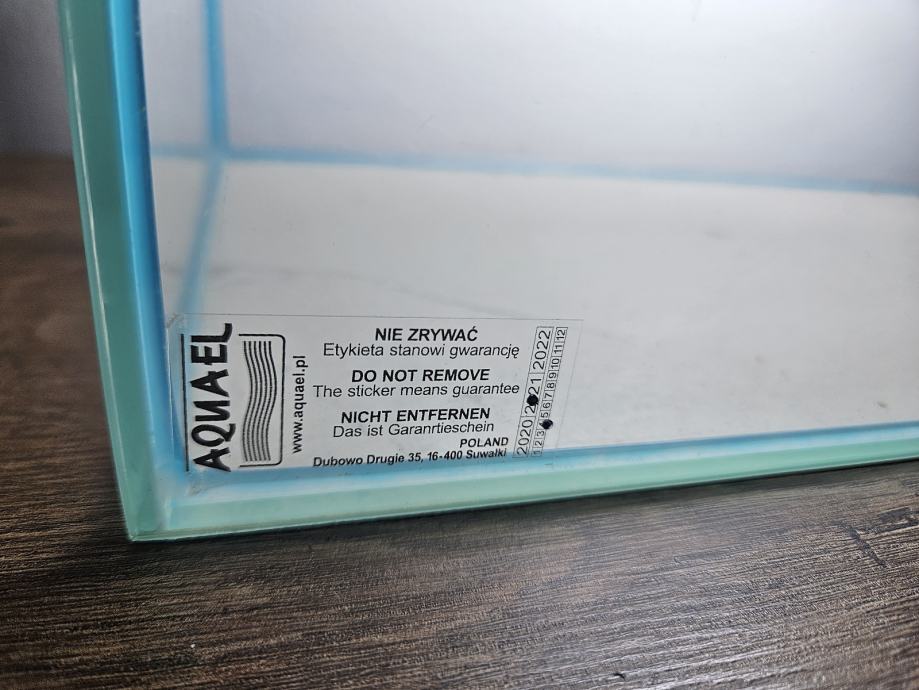 AQUAEL
www.aquael.pl
NIE ZRYWAĆ
Etykieta stanowi gwarancję
DO NOT REMOVE
The sticker means guarantee
NICHT ENTFERNEN
Das ist Garanrtieschein
POLAND
Dubowo Drugie 35, 16-400 Suwałki
2020 2 21 2022
1 2 3 5 6 7 8 9 10 11 12